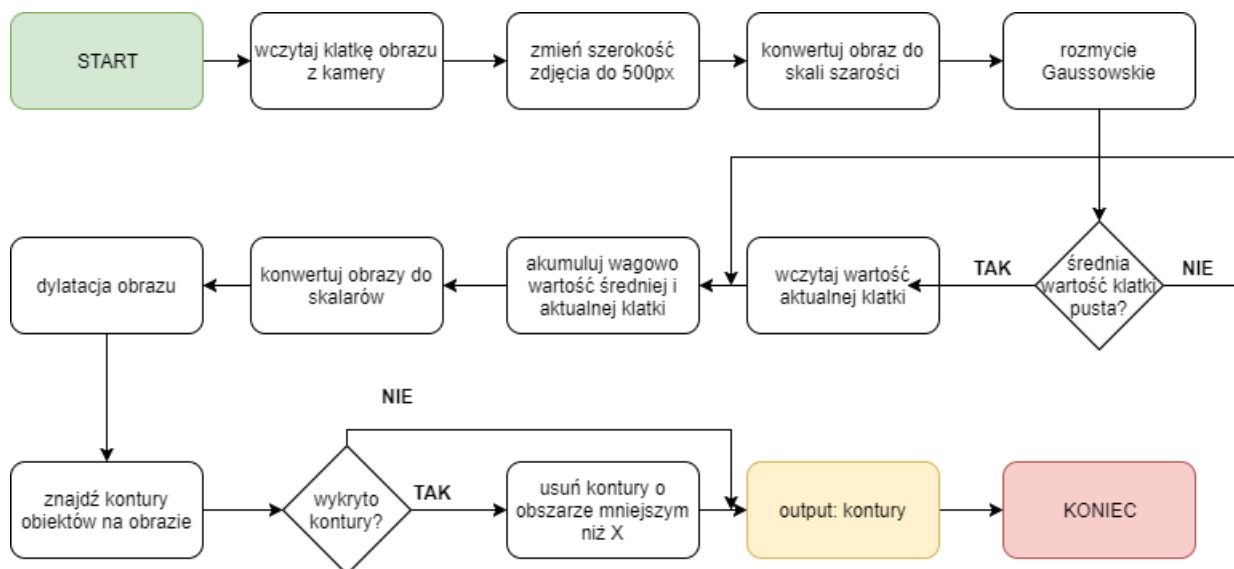 START
wczytaj klatkę obrazu
z kamery
zmień szerokość
zdjęcia do 500px
konwertuj obraz do
skali szarości
rozmycie
Gaussowskie
dylatacja obrazu
konwertuj obrazy do
skalarów
akumuluj wagowo
wartość średniej i
aktualnej klatki
wczytaj wartość
aktualnej klatki
TAK
średnia
wartość klatki
pusta?
NIE
NIE
znajdź kontury
obiektów na obrazie
wykryto
kontury?
TAK
usuń kontury o
obszarze mniejszym
niż X
output: kontury
KONIEC